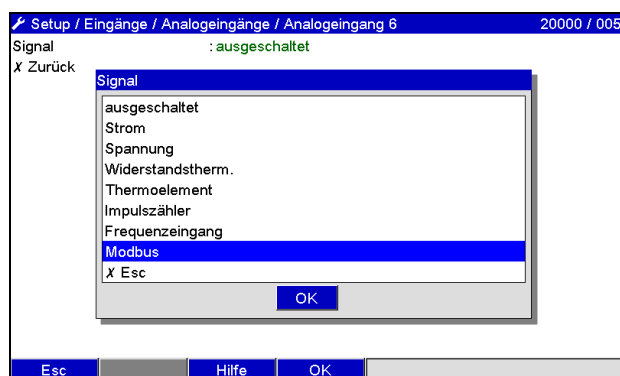 Setup / Eingänge / Analogeingänge / Analogeingang 6 20000 / 005
Signal : ausgeschaltet
✗ Zurück
Signal
ausgeschaltet
Strom
Spannung
Widerstandstherm.
Thermoelement
Impulszähler
Frequenzeingang
Modbus
✗ Esc
OK
Esc Hilfe OK